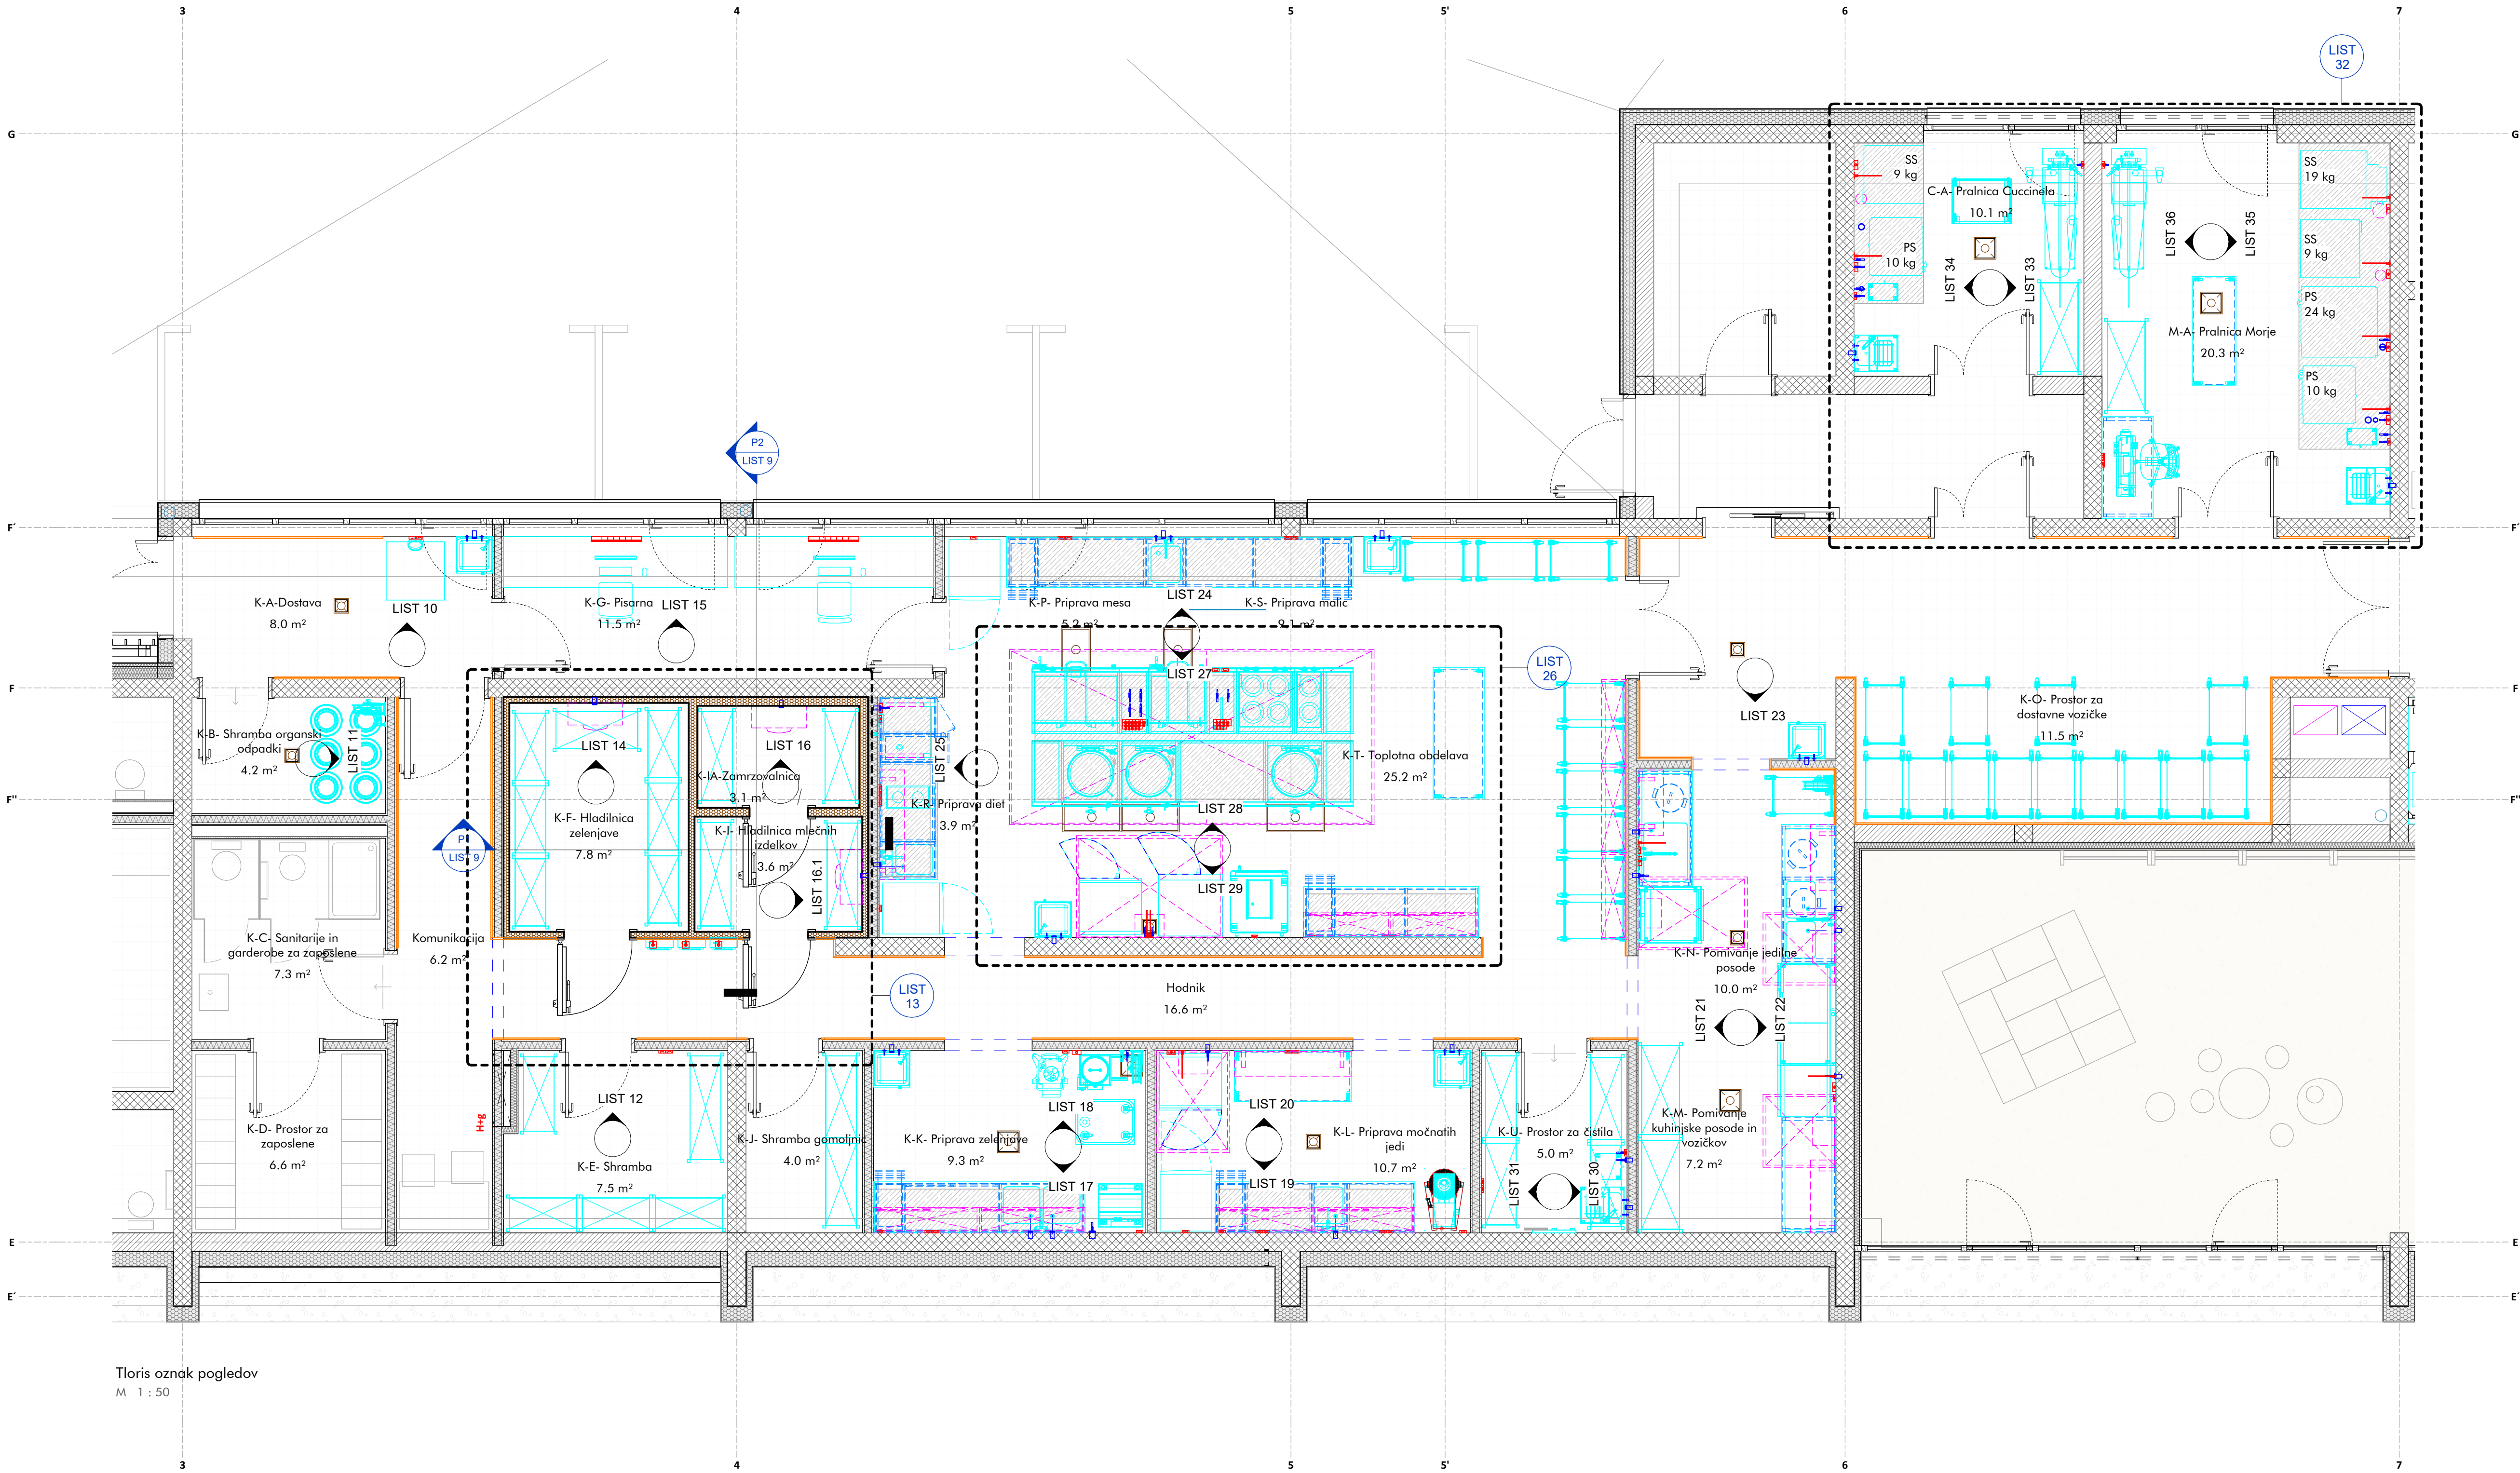 3
4
5
5'
6
7
LIST
32
G
G
SS
9 kg
C-A- Pralnica Cuccinela
10.1 m²
PS
10 kg
LIST 34
LIST 33
LIST 36
LIST 35
SS
19 kg
SS
9 kg
PS
24 kg
M-A- Pralnica Morje
20.3 m²
PS
10 kg
P2
LIST 9
F'
F'
K-A-Dostava
8.0 m²
LIST 10
K-G- Pisarna
11.5 m²
LIST 15
K-P- Priprava mesa
5.2 m²
LIST 24
K-S- Priprava malic
9.1 m²
LIST 27
LIST
26
F
F
LIST 23
K-O- Prostor za
dostavne vozičke
11.5 m²
K-B- Shramba organski
odpadki
4.2 m²
LIST 11
LIST 14
LIST 16
K-IA-Zamrzovalnica
3.1 m²
LIST 25
K-T- Toplotna obdelava
25.2 m²
F''
F''
K-R- Priprava diet
3.9 m²
LIST 28
K-F- Hladilnica
zelenjave
7.8 m²
K-I- Hladilnica mlečnih
izdelkov
3.6 m²
P1
LIST 9
LIST 16.1
LIST 29
K-C- Sanitarije in
garderobe za zaposlene
7.3 m²
Komunikacija
6.2 m²
K-N- Pomivanje jedilne
posode
10.0 m²
LIST
13
Hodnik
16.6 m²
LIST 21
LIST 22
H+g
LIST 12
LIST 18
LIST 20
K-D- Prostor za
zaposlene
6.6 m²
K-E- Shramba
7.5 m²
K-J- Shramba gomoljnic
4.0 m²
K-K- Priprava zelenjave
9.3 m²
LIST 17
K-L- Priprava močnatih
jedi
10.7 m²
LIST 19
K-U- Prostor za čistila
5.0 m²
LIST 31
LIST 30
K-M- Pomivanje
kuhinjske posode in
vozičkov
7.2 m²
E
E
E'
E'
Tloris oznak pogledov
M 1 : 50
3
4
5
5'
6
7